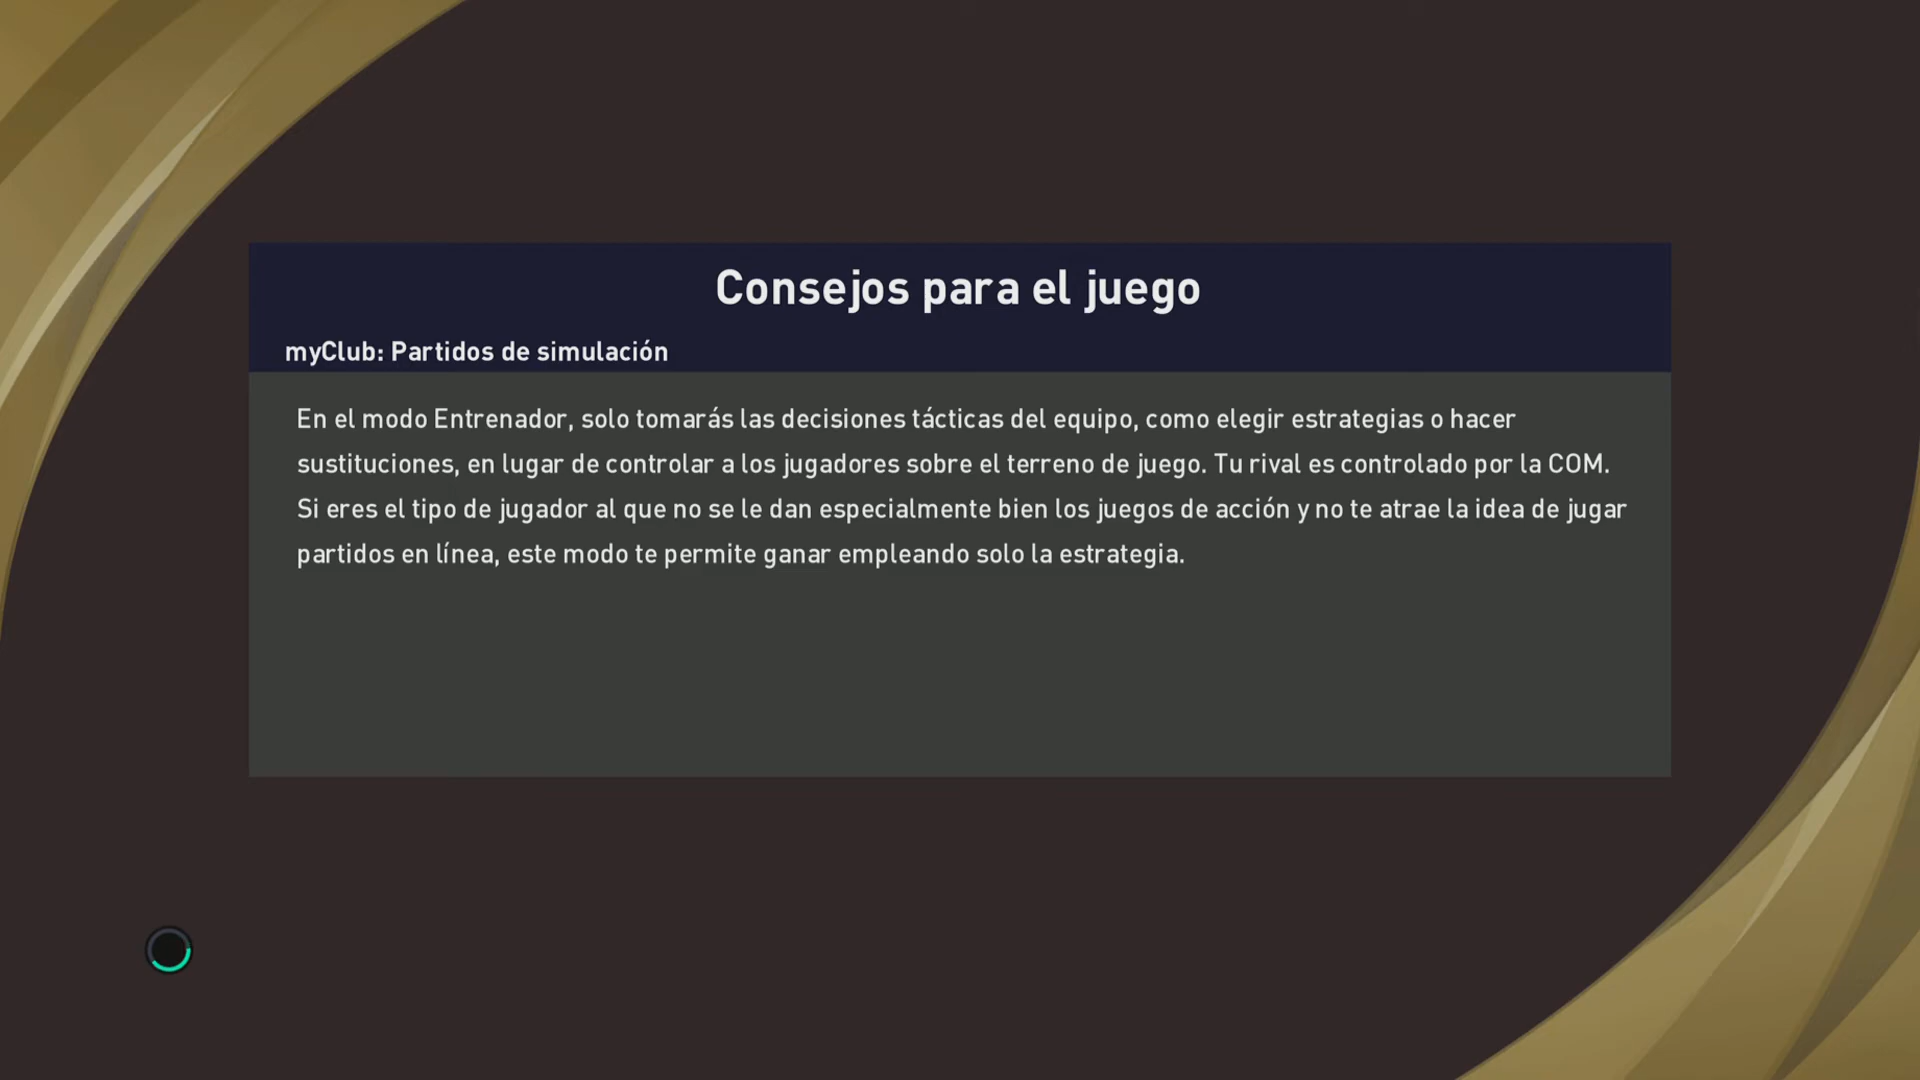 Consejos para el juego
myClub: Partidos de simulación
En el modo Entrenador, solo tomarás las decisiones tácticas del equipo, como elegir estrategias o hacer
sustituciones, en lugar de controlar a los jugadores sobre el terreno de juego. Tu rival es controlado por la COM.
Si eres el tipo de jugador al que no se le dan especialmente bien los juegos de acción y no te atrae la idea de jugar
partidos en línea, este modo te permite ganar empleando solo la estrategia.